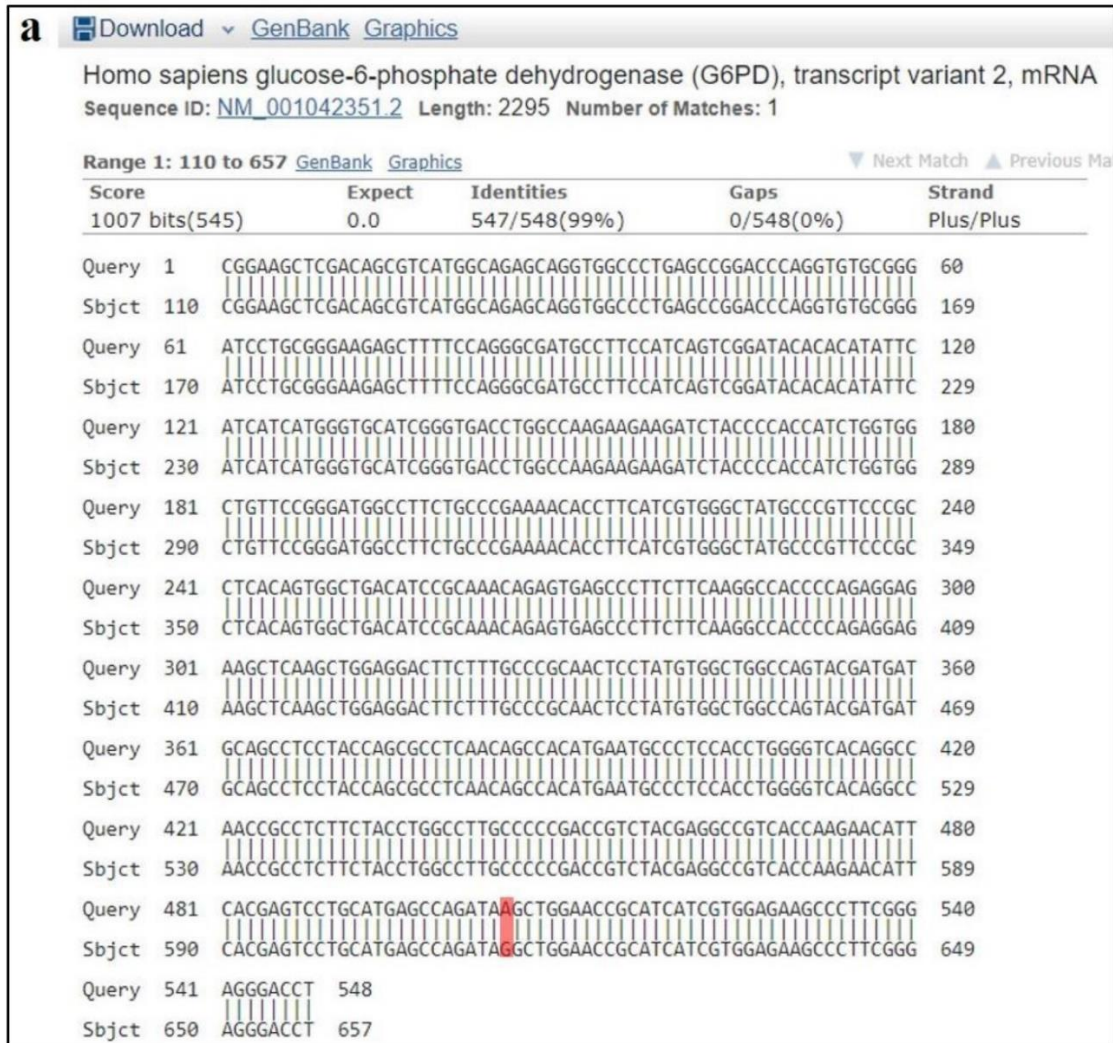 a Download GenBank Graphics
Homo sapiens glucose-6-phosphate dehydrogenase (G6PD), transcript variant 2, mRNA
Sequence ID: NM_001042351.2 Length: 2295 Number of Matches: 1
Range 1: 110 to 657 GenBank Graphics Next Match Previous Ma
Score Expect Identities Gaps Strand
1007 bits(545) 0.0 547/548(99%) 0/548(0%) Plus/Plus
Query 1 CGGAAGCTCGACAGCGTCATGGCAGAGCAGGTGGCCCTGAGCCGGACCCAGGTGTGCGGG 60
Sbjct 110 CGGAAGCTCGACAGCGTCATGGCAGAGCAGGTGGCCCTGAGCCGGACCCAGGTGTGCGGG 169
Query 61 ATCCTGCGGGAAGAGCTTTTCCAGGGCGATGCCTTCCATCAGTCGGATACACACATATTC 120
Sbjct 170 ATCCTGCGGGAAGAGCTTTTCCAGGGCGATGCCTTCCATCAGTCGGATACACACATATTC 229
Query 121 ATCATCATGGGTGCATCGGGTGACCTGGCCAAGAAGAAGATCTACCCCACCATCTGGTGG 180
Sbjct 230 ATCATCATGGGTGCATCGGGTGACCTGGCCAAGAAGAAGATCTACCCCACCATCTGGTGG 289
Query 181 CTGTTCCGGGATGGCCTTCTGCCCGAAAACACCTTCATCGTGGGCTATGCCCGTTCCCGC 240
Sbjct 290 CTGTTCCGGGATGGCCTTCTGCCCGAAAACACCTTCATCGTGGGCTATGCCCGTTCCCGC 349
Query 241 CTCACAGTGGCTGACATCCGCAAACAGAGTGAGCCCTTCTTCAAGGCCACCCCAGAGGAG 300
Sbjct 350 CTCACAGTGGCTGACATCCGCAAACAGAGTGAGCCCTTCTTCAAGGCCACCCCAGAGGAG 409
Query 301 AAGCTCAAGCTGGAGGACTTCTTTGCCCGCAACTCCTATGTGGCTGGCCAGTACGATGAT 360
Sbjct 410 AAGCTCAAGCTGGAGGACTTCTTTGCCCGCAACTCCTATGTGGCTGGCCAGTACGATGAT 469
Query 361 GCAGCCTCCTACCAGCGCCTCAACAGCCACATGAATGCCCTCCACCTGGGGTCACAGGCC 420
Sbjct 470 GCAGCCTCCTACCAGCGCCTCAACAGCCACATGAATGCCCTCCACCTGGGGTCACAGGCC 529
Query 421 AACCGCCTCTTCTACCTGGCCTTGCCCCCGACCGTCTACGAGGCCGTCACCAAGAACATT 480
Sbjct 530 AACCGCCTCTTCTACCTGGCCTTGCCCCCGACCGTCTACGAGGCCGTCACCAAGAACATT 589
Query 481 CACGAGTCCTGCATGAGCCAGATAAGCTGGAACCGCATCATCGTGGAGAAGCCCTTCGGG 540
Sbjct 590 CACGAGTCCTGCATGAGCCAGATAGGCTGGAACCGCATCATCGTGGAGAAGCCCTTCGGG 649
Query 541 AGGGACCT 548
Sbjct 650 AGGGACCT 657